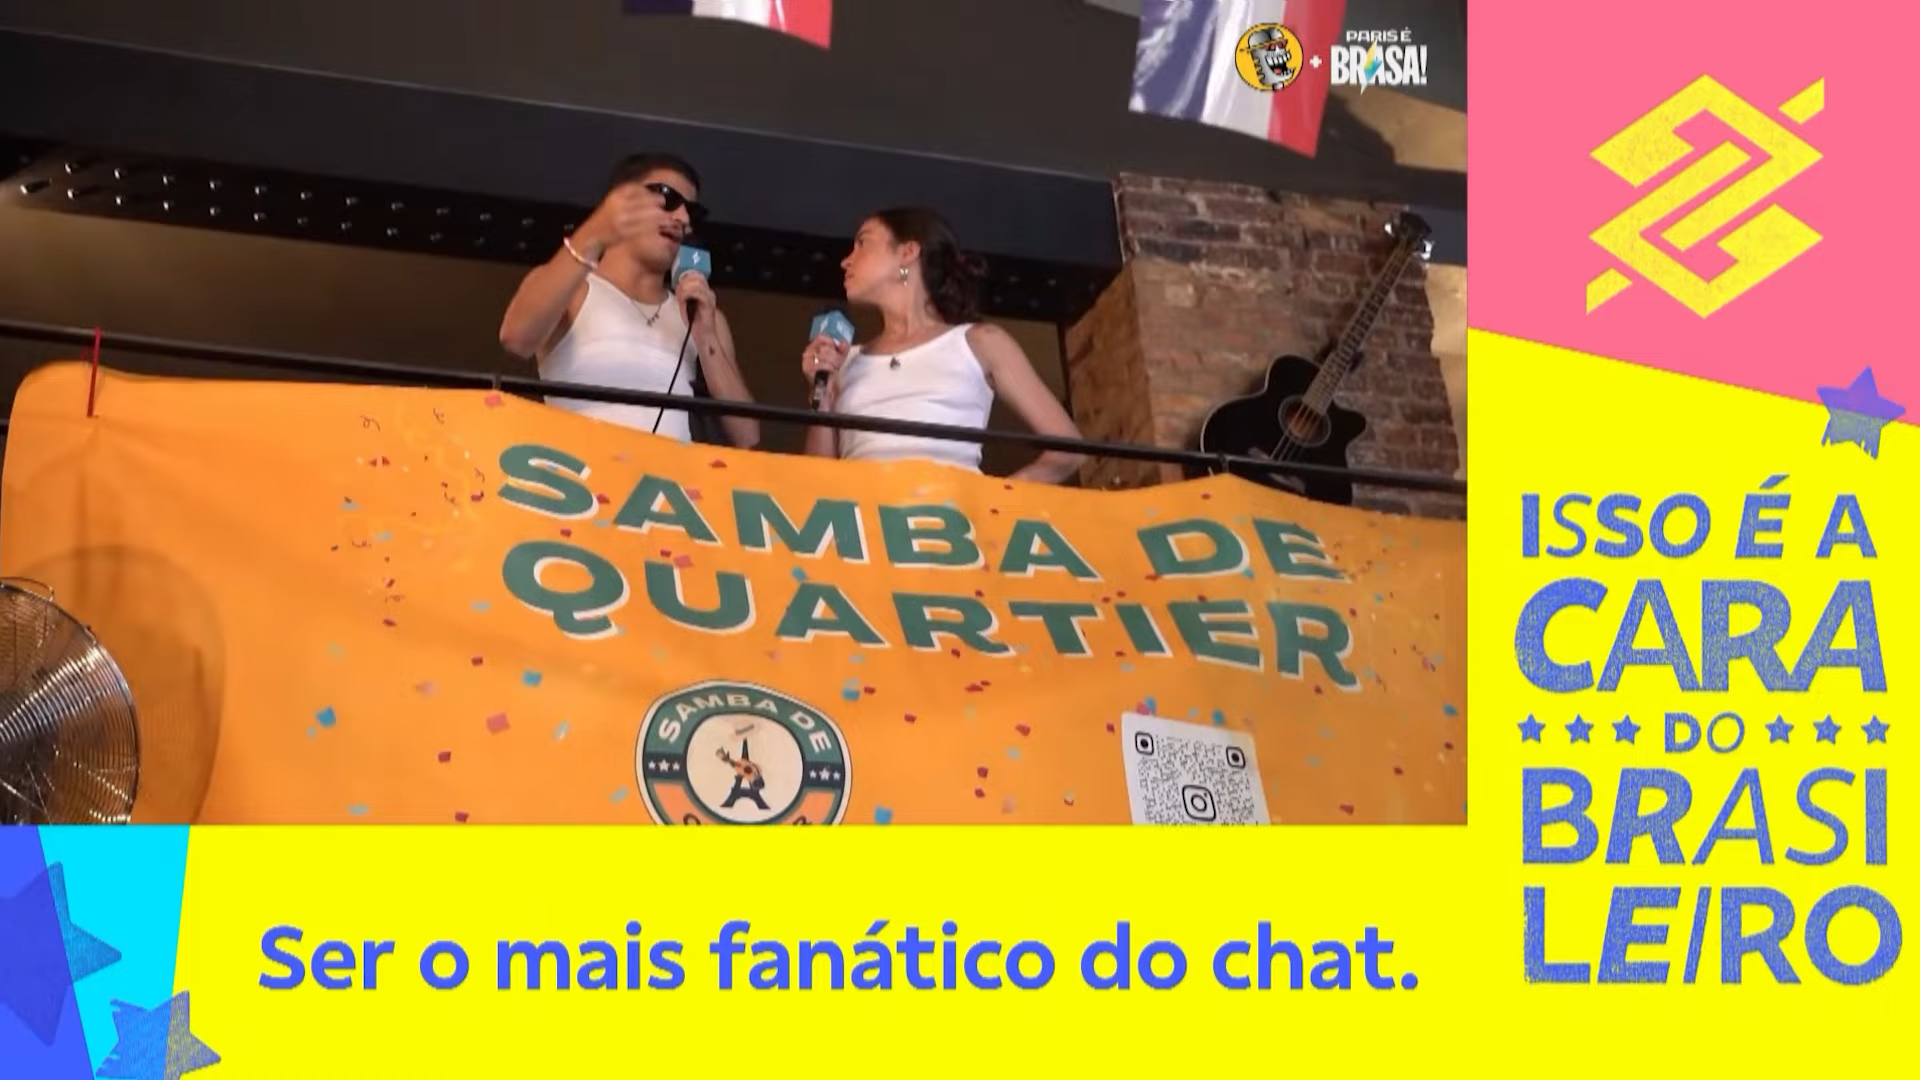 PARIS É
+ BRASA!
SAMBA DE
QUARTIER
SAMBA DE
ISSO É A
CARA
DO
BRASI
LEIRO
Ser o mais fanático do chat.